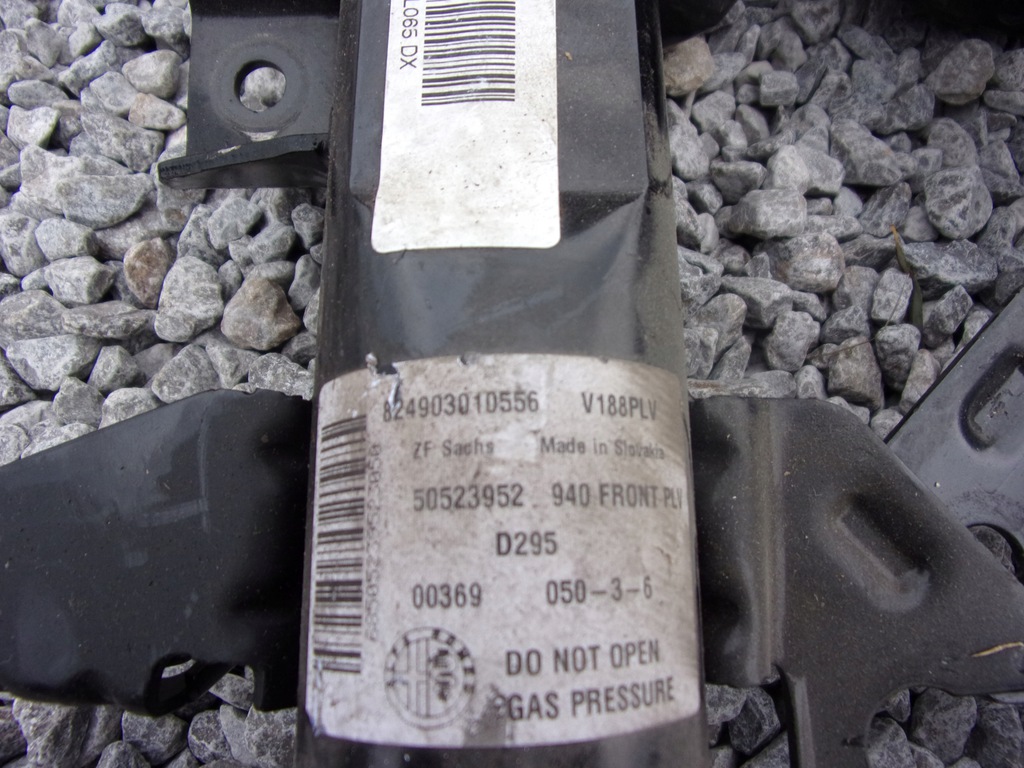 L065 DX
824903010556 V188PLV
ZF Sachs Made in Slovakia
50523952 940 FRONT PLV
D295
00369 050-3-6
DO NOT OPEN
GAS PRESSURE